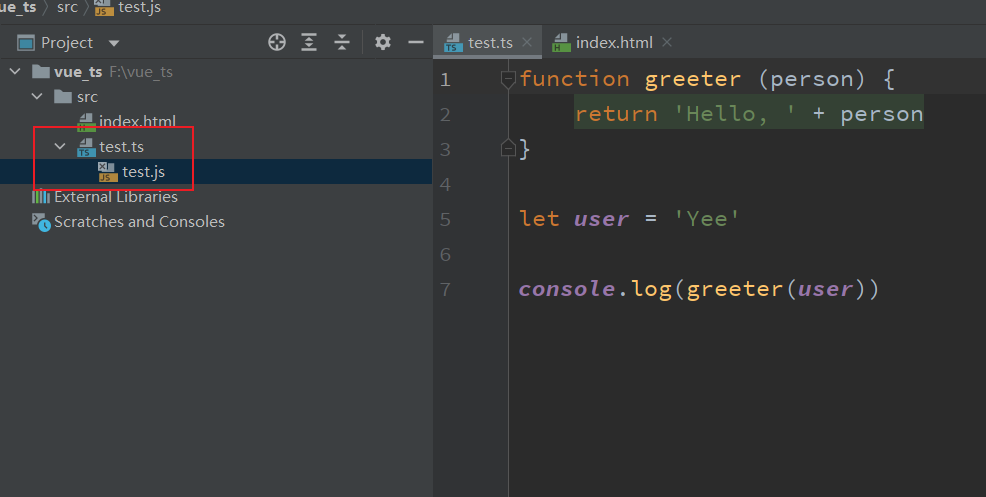 ue_ts 〉 src 〉 test.js
Project
test.ts
index.html
vue_ts F:\vue_ts
src
index.html
test.ts
test.js
External Libraries
Scratches and Consoles
1 function greeter (person) {
2 return 'Hello, ' + person
3 }
4
5 let user = 'Yee'
6
7 console.log(greeter(user))